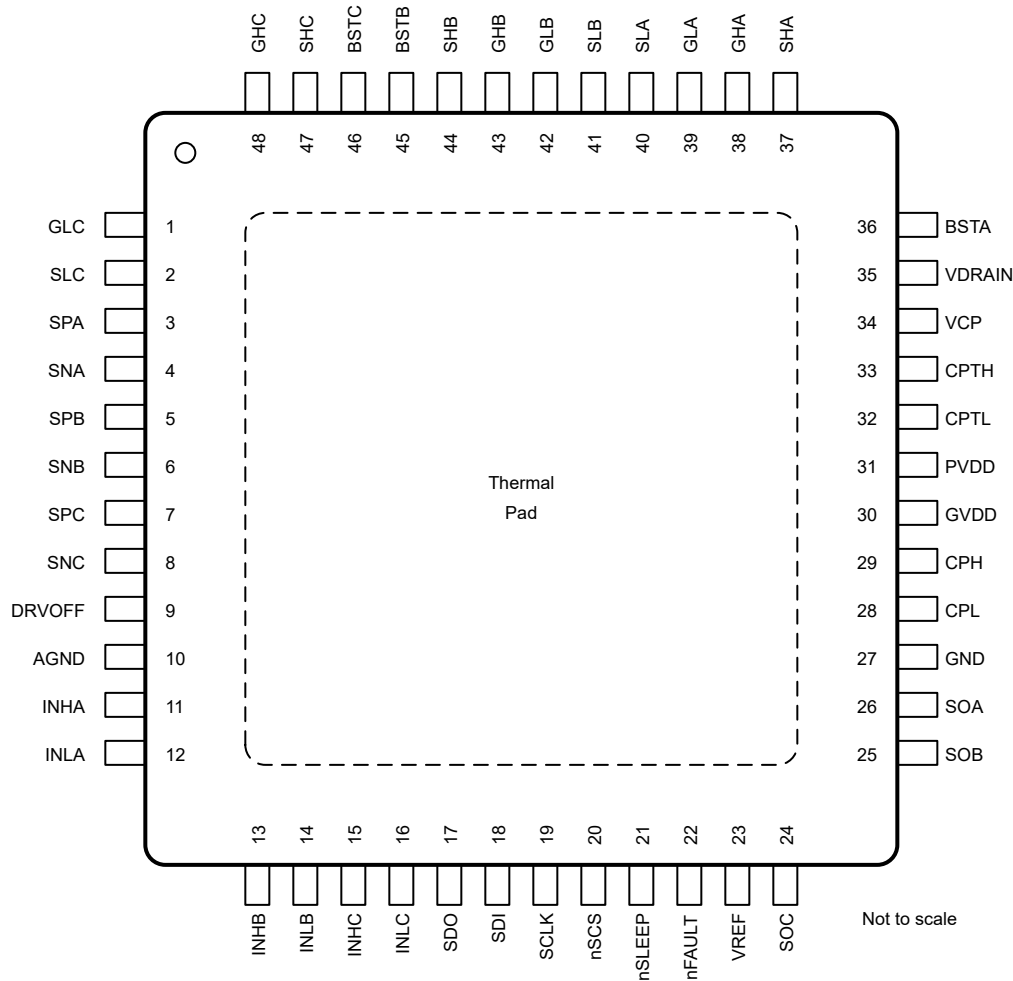 GHC
SHC
BSTC
BSTB
SHB
GHB
GLB
SLB
SLA
GLA
GHA
SHA
48
47
46
45
44
43
42
41
40
39
38
37
GLC 1
SLC 2
SPA 3
SNA 4
SPB 5
SNB 6
SPC 7
SNC 8
DRVOFF 9
AGND 10
INHA 11
INLA 12
Thermal
Pad
36 BSTA
35 VDRAIN
34 VCP
33 CPTH
32 CPTL
31 PVDD
30 GVDD
29 CPH
28 CPL
27 GND
26 SOA
25 SOB
13
14
15
16
17
18
19
20
21
22
23
24
INHB
INLB
INHC
INLC
SDO
SDI
SCLK
nSCS
nSLEEP
nFAULT
VREF
SOC
Not to scale